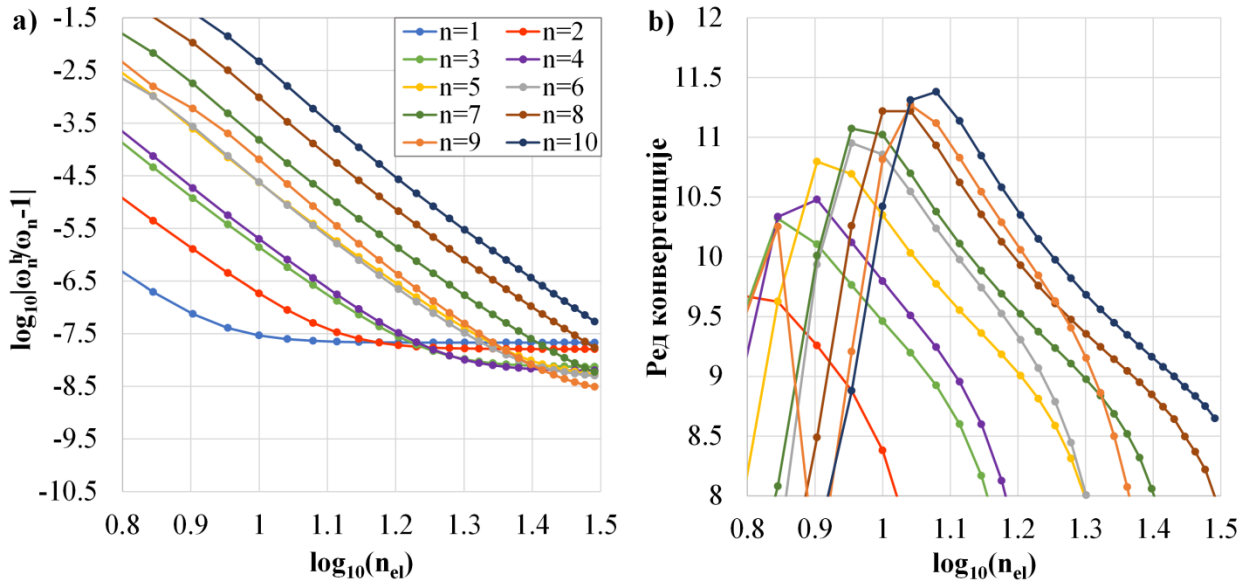 a)
log₁₀|ωₙʰ/ωₙ-1|
-1.5
-2.5
-3.5
-4.5
-5.5
-6.5
-7.5
-8.5
-9.5
-10.5
n=1 n=2
n=3 n=4
n=5 n=6
n=7 n=8
n=9 n=10
0.8 0.9 1 1.1 1.2 1.3 1.4 1.5
log₁₀(nₑₗ)
b)
Ред конвергенције
12
11.5
11
10.5
10
9.5
9
8.5
8
0.8 0.9 1 1.1 1.2 1.3 1.4 1.5
log₁₀(nₑₗ)